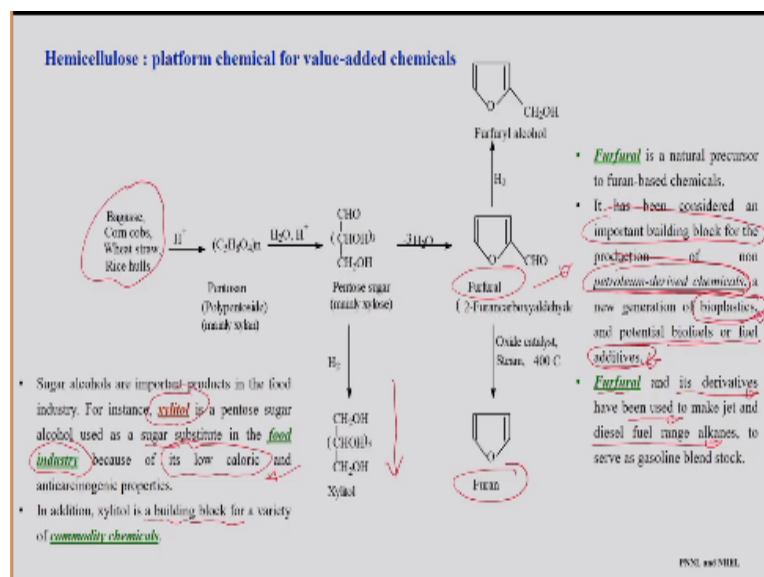 Hemicellulose : platform chemical for value-added chemicals
O
CH₂OH
Furfuryl alcohol
H₂
Bagasse,
Corn cobs,
Wheat straw,
Rice hulls,
H⁺
(C₅H₈O₄)n
Pentosan
(Polypentoside)
(mainly xylan)
H₂O, H⁺
CHO
(CHOH)₃
CH₂OH
Pentose sugar
(mainly xylose)
-3H₂O
O
CHO
Furfural
( 2-Furancarboxyaldehyde
H₂
CH₂OH
(CHOH)₃
CH₂OH
Xylitol
Oxide catalyst,
Steam, 400 C
O
Furan
• Furfural is a natural precursor
to furan-based chemicals.
• It has been considered an
important building block for the
production of non
petroleum-derived chemicals, a
new generation of bioplastics,
and potential biofuels or fuel
additives.
• Furfural and its derivatives
have been used to make jet and
diesel fuel range alkanes, to
serve as gasoline blend stock.
• Sugar alcohols are important products in the food
industry. For instance, xylitol is a pentose sugar
alcohol used as a sugar substitute in the food
industry because of its low caloric and
anticarcinogenic properties.
• In addition, xylitol is a building block for a variety
of commodity chemicals.
PNNL and NREL